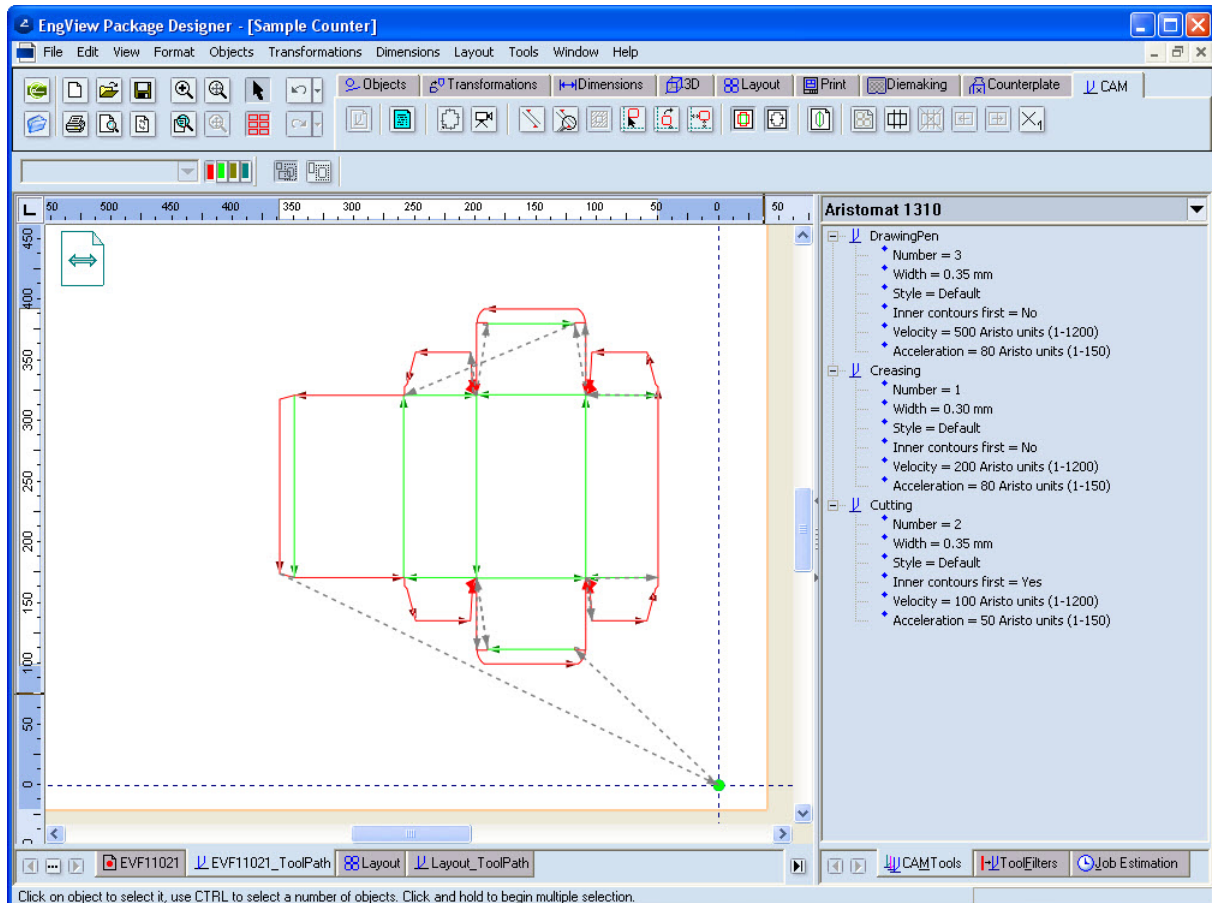 EngView Package Designer - [Sample Counter]
File Edit View Format Objects Transformations Dimensions Layout Tools Window Help
Objects Transformations Dimensions 3D Layout Print Diemaking Counterplate CAM
50 500 450 400 350 300 250 200 150 100 50 0 50
Aristomat 1310
450
400
350
300
250
200
150
100
50
0
DrawingPen
Number = 3
Width = 0.35 mm
Style = Default
Inner contours first = No
Velocity = 500 Aristo units (1-1200)
Acceleration = 80 Aristo units (1-150)
Creasing
Number = 1
Width = 0.30 mm
Style = Default
Inner contours first = No
Velocity = 200 Aristo units (1-1200)
Acceleration = 80 Aristo units (1-150)
Cutting
Number = 2
Width = 0.35 mm
Style = Default
Inner contours first = Yes
Velocity = 100 Aristo units (1-1200)
Acceleration = 50 Aristo units (1-150)
EVF11021 EVF11021_ToolPath Layout Layout_ToolPath
CAMTools ToolFilters Job Estimation
Click on object to select it, use CTRL to select a number of objects. Click and hold to begin multiple selection.